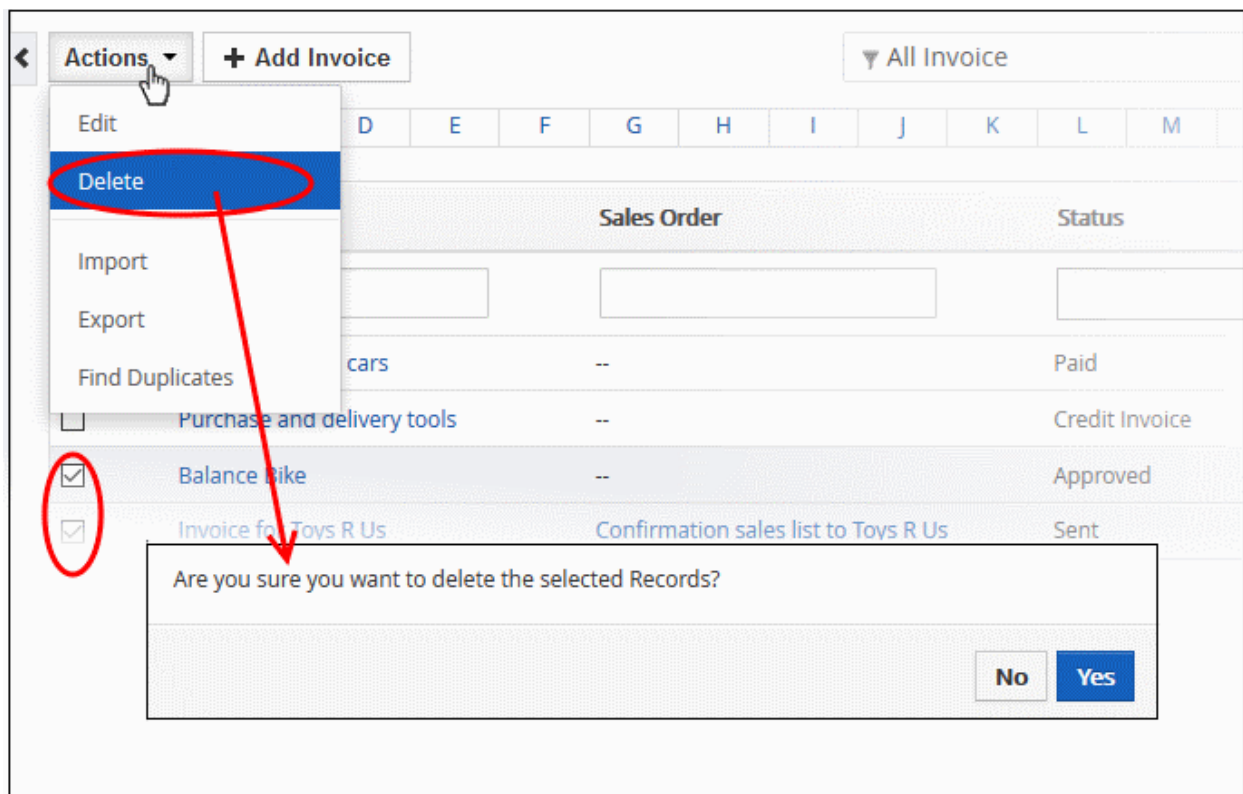 Actions + Add Invoice All Invoice
Edit
D E F G H I J K L M
Delete
Sales Order Status
Import
Export
Find Duplicates
cars -- Paid
Purchase and delivery tools -- Credit Invoice
Balance Bike -- Approved
Invoice for Toys R Us Confirmation sales list to Toys R Us Sent
Are you sure you want to delete the selected Records?
No Yes